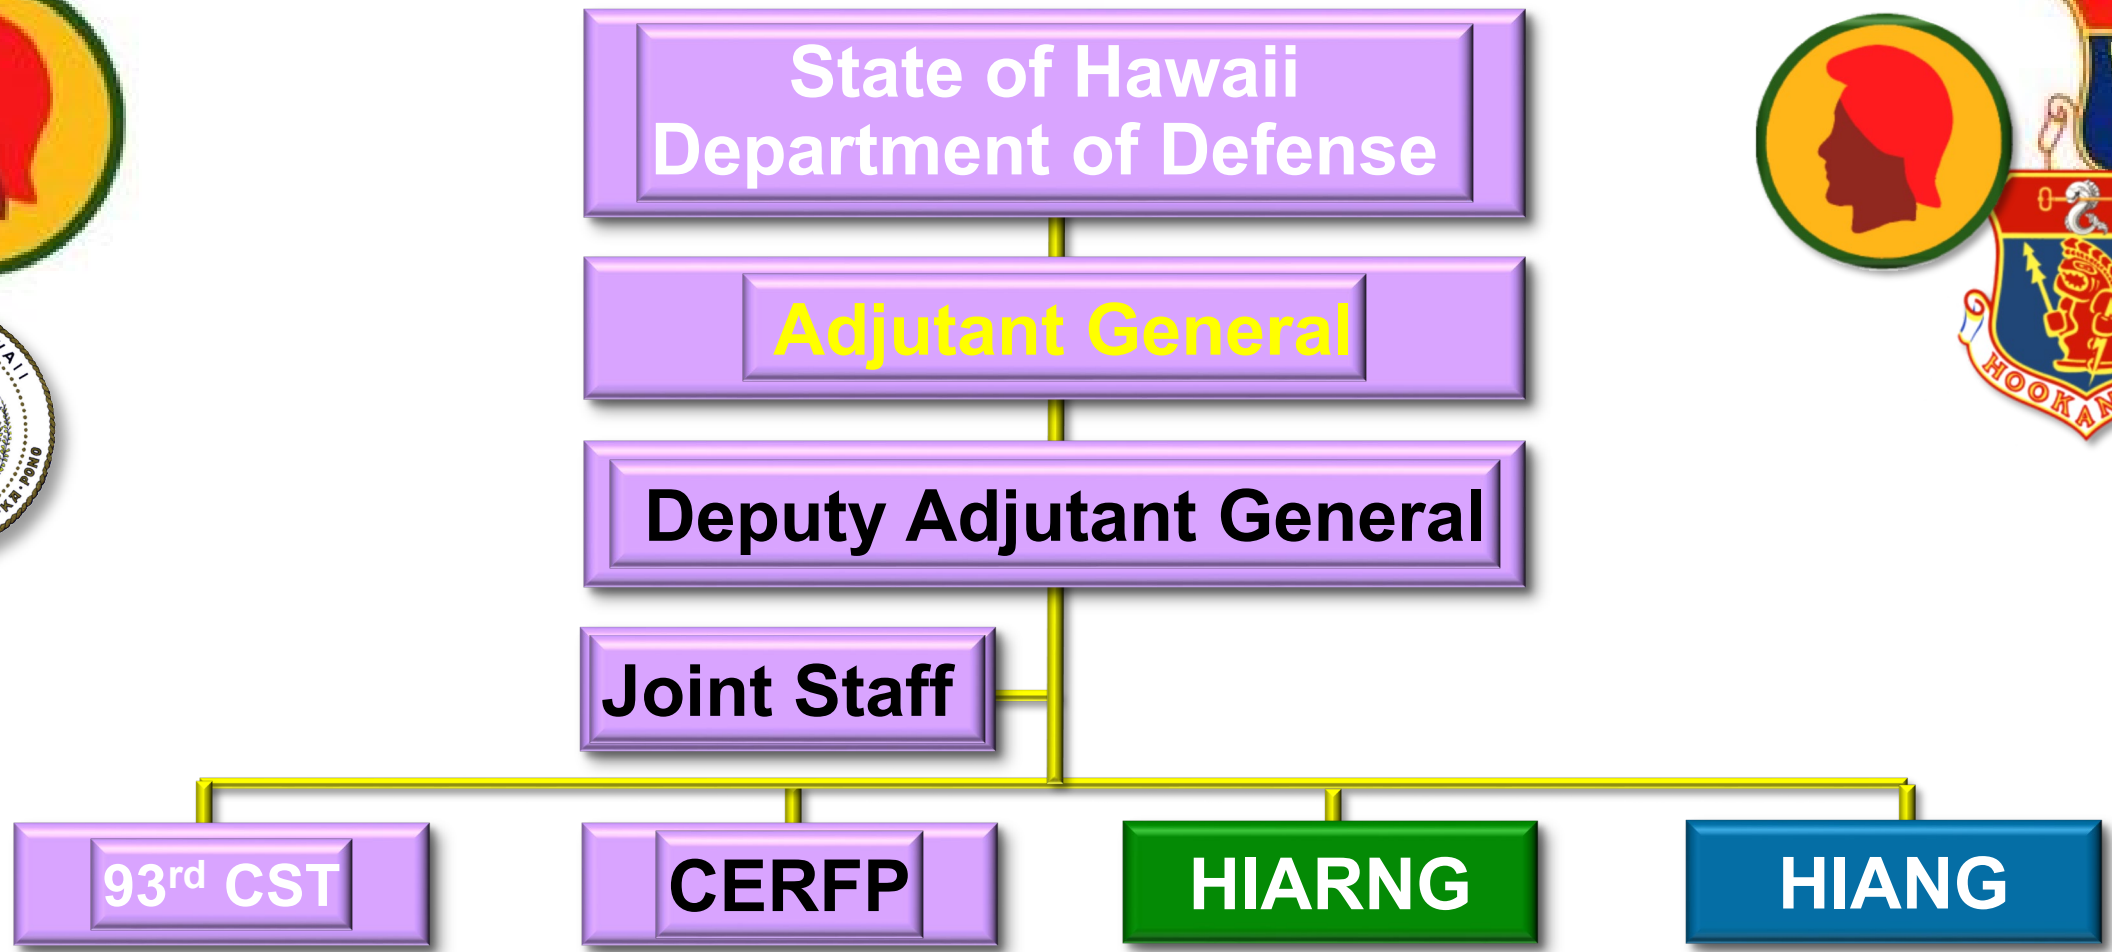 State of Hawaii
Department of Defense
Adjutant General
Deputy Adjutant General
Joint Staff
93rd CST
CERFP
HIARNG
HIANG